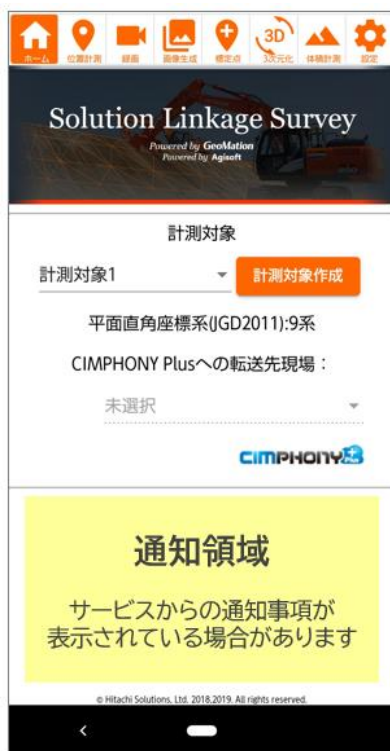 ホーム
位置計測
録画
画像生成
標定点
3D
3次元化
体積計測
設定
Solution Linkage Survey
Powered by GeoMation
Powered by Agisoft
計測対象
計測対象1
計測対象作成
平面直角座標系(JGD2011):9系
CIMPHONY Plusへの転送先現場：
未選択
CIMPHONY Plus
通知領域
サービスからの通知事項が
表示されている場合があります
© Hitachi Solutions, Ltd. 2018,2019. All rights reserved.